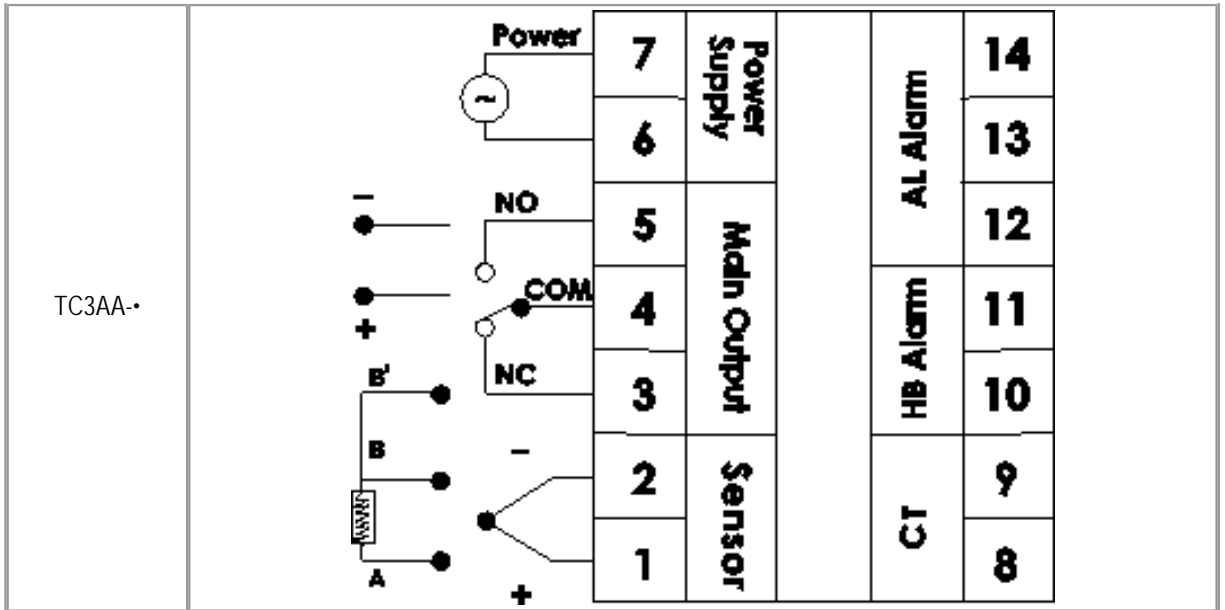 TC3AA-•
Power
7
6
Power
Supply
−
NO
5
COM
4
+
NC
3
Main Output
B'
B
A
−
2
1
+
Sensor
14
13
12
AL Alarm
11
10
HB Alarm
9
8
CT
~